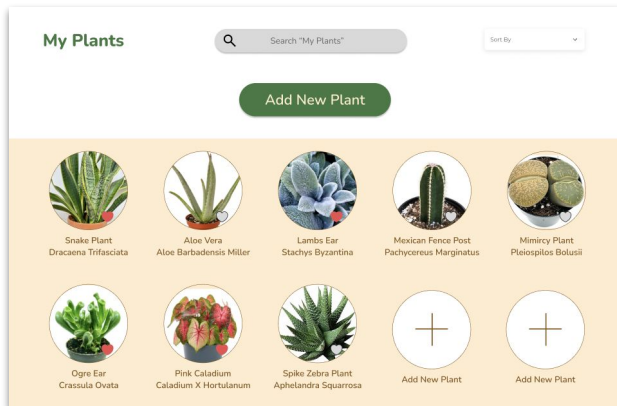 My Plants
Search "My Plants"
Sort By
Add New Plant
Snake Plant
Dracaena Trifasciata
Aloe Vera
Aloe Barbadensis Miller
Lambs Ear
Stachys Byzantina
Mexican Fence Post
Pachycereus Marginatus
Mimircy Plant
Pleiospilos Bolusii
Ogre Ear
Crassula Ovata
Pink Caladium
Caladium X Hortulanum
Spike Zebra Plant
Aphelandra Squarrosa
Add New Plant
Add New Plant